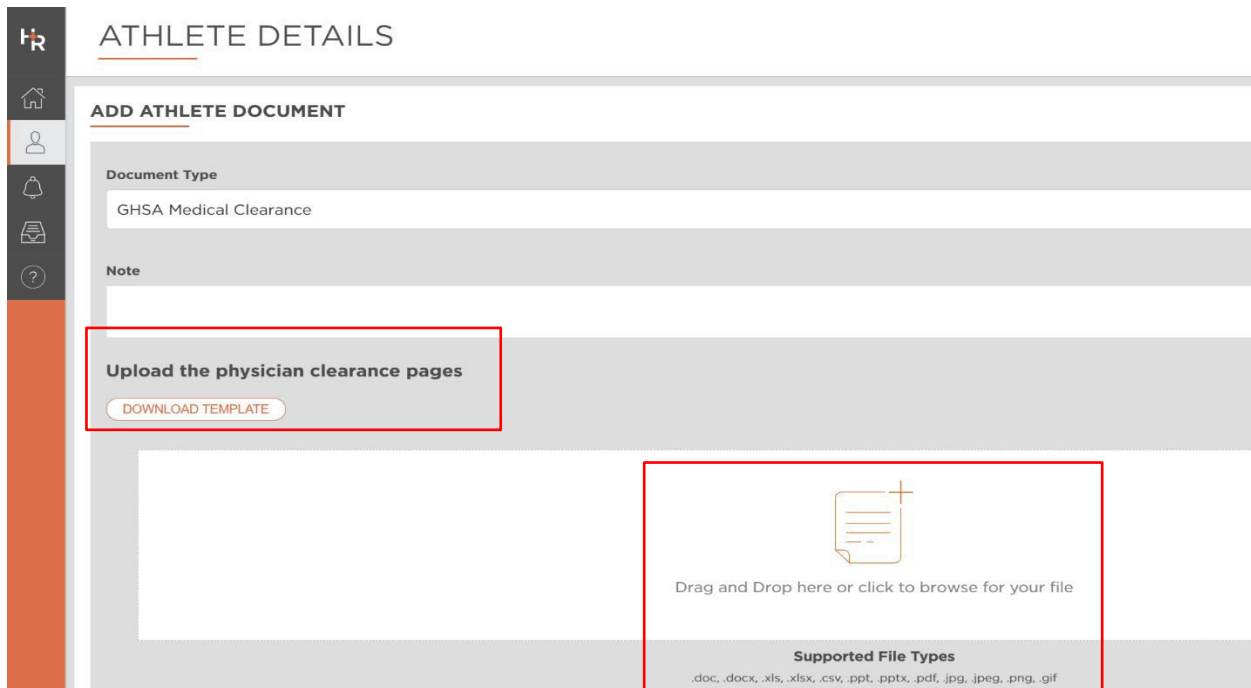 HR
ATHLETE DETAILS
ADD ATHLETE DOCUMENT
Document Type
GHSA Medical Clearance
Note
Upload the physician clearance pages
DOWNLOAD TEMPLATE
Drag and Drop here or click to browse for your file
Supported File Types
.doc, .docx, .xls, .xlsx, .csv, .ppt, .pptx, .pdf, .jpg, .jpeg, .png, .gif